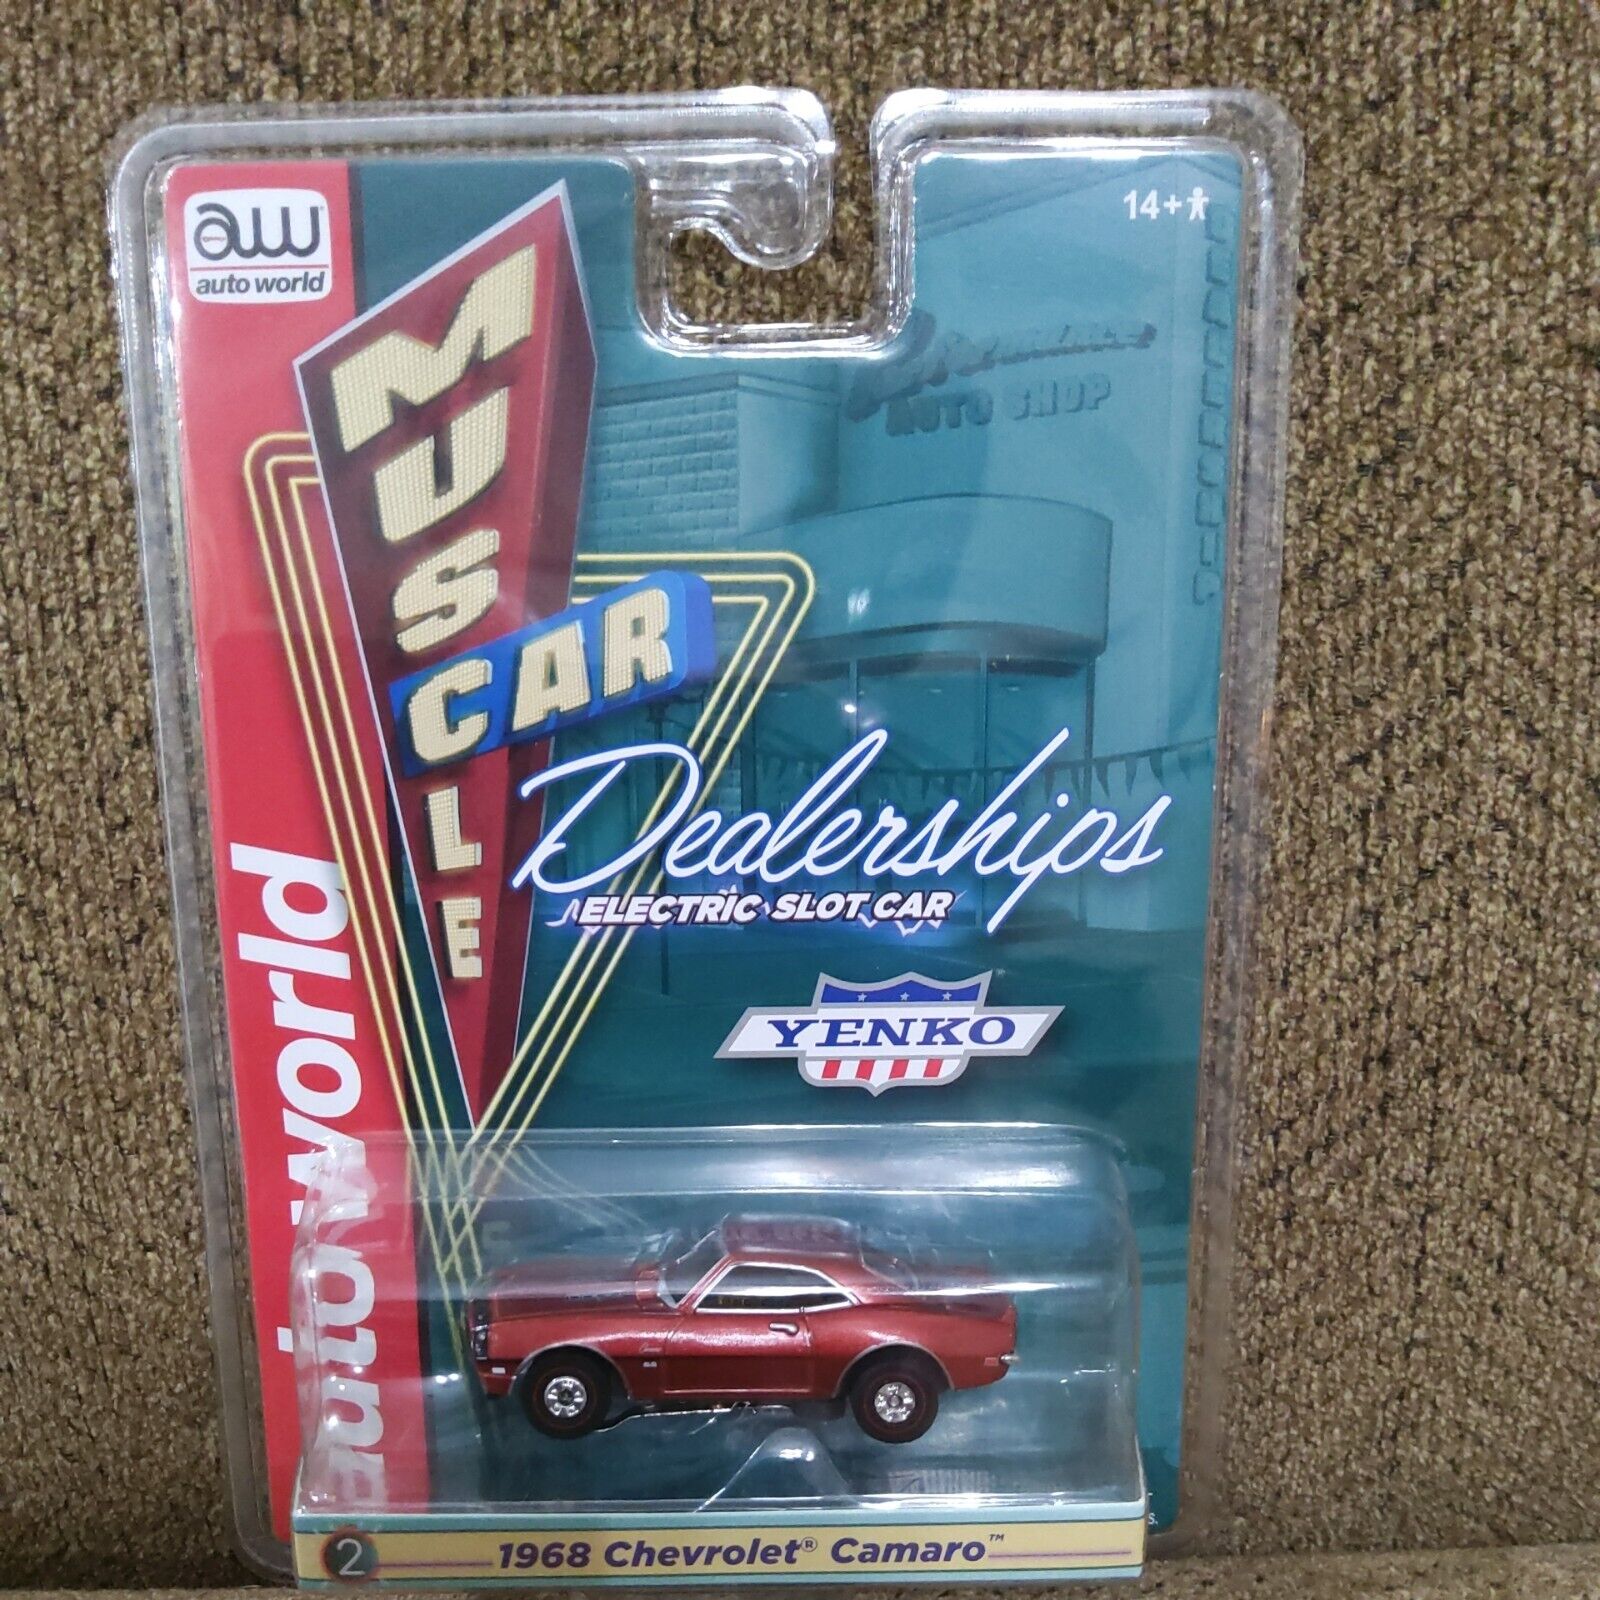 aw
auto world
14+
MUSCLE
CAR
Performance
AUTO SHOP
Dealerships
ELECTRIC SLOT CAR
YENKO
auto world
2
1968 Chevrolet® Camaro™